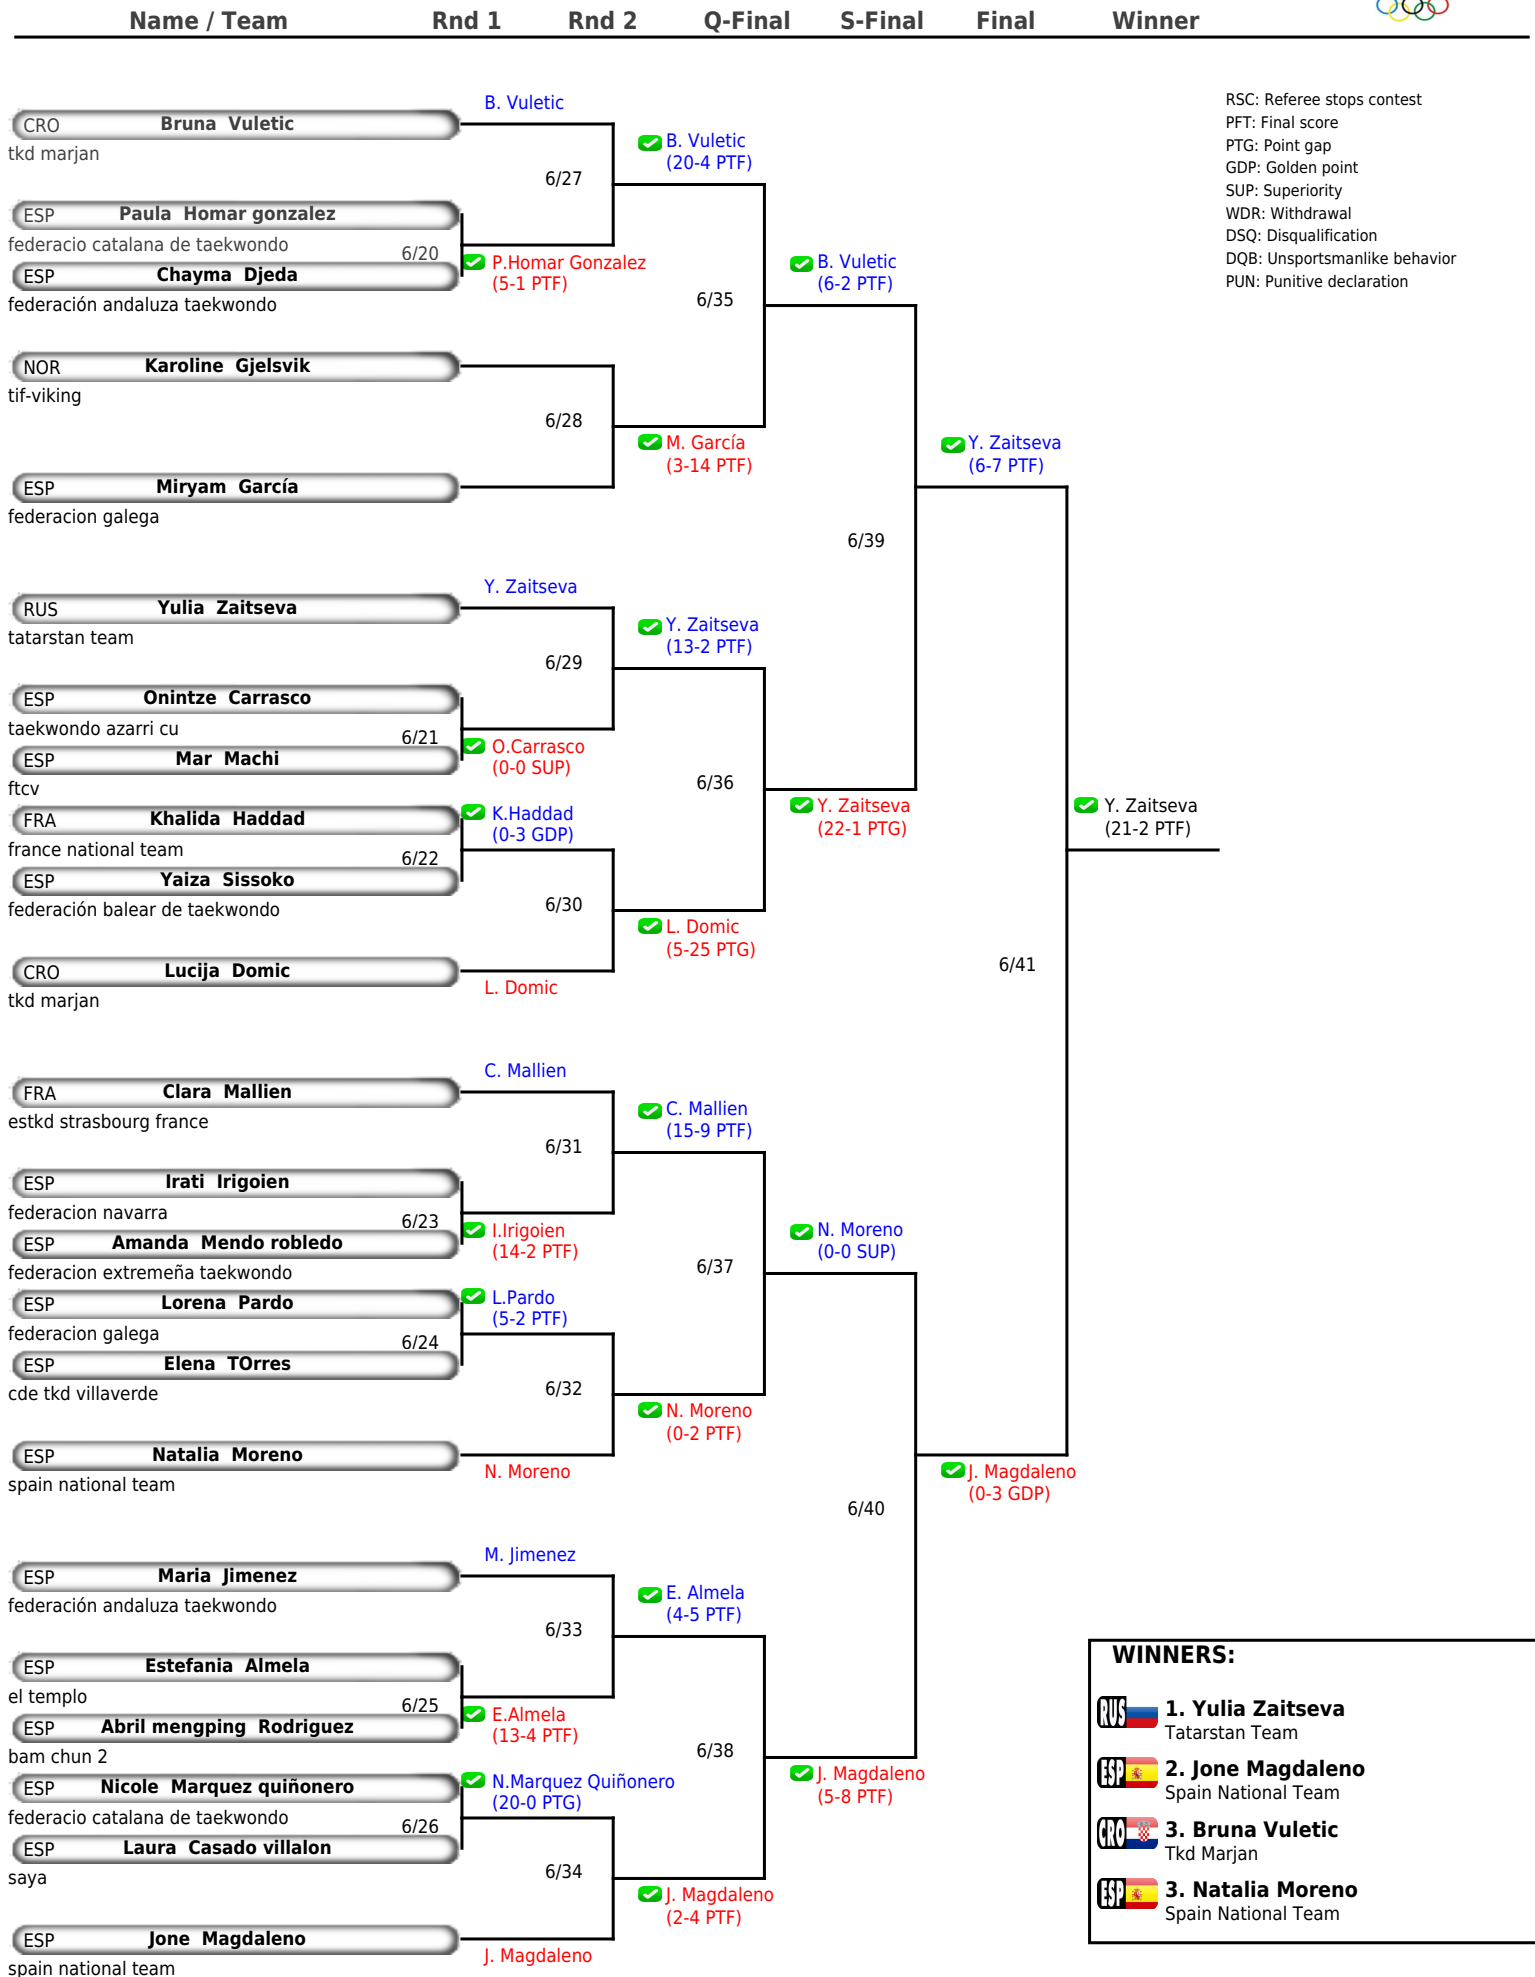 Name / Team Rnd 1 Rnd 2 Q-Final S-Final Final Winner
RSC: Referee stops contest
PFT: Final score
PTG: Point gap
GDP: Golden point
SUP: Superiority
WDR: Withdrawal
DSQ: Disqualification
DQB: Unsportsmanlike behavior
PUN: Punitive declaration
B. Vuletic
CRO Bruna Vuletic
tkd marjan
B. Vuletic
(20-4 PTF)
6/27
ESP Paula Homar gonzalez
federacio catalana de taekwondo
6/20
ESP Chayma Djeda
federación andaluza taekwondo
P.Homar Gonzalez
(5-1 PTF)
B. Vuletic
(6-2 PTF)
6/35
NOR Karoline Gjelsvik
tif-viking
6/28
M. García
(3-14 PTF)
ESP Miryam García
federacion galega
Y. Zaitseva
(6-7 PTF)
6/39
Y. Zaitseva
RUS Yulia Zaitseva
tatarstan team
Y. Zaitseva
(13-2 PTF)
6/29
ESP Onintze Carrasco
taekwondo azarri cu
6/21
ESP Mar Machi
ftcv
O.Carrasco
(0-0 SUP)
6/36
Y. Zaitseva
(22-1 PTG)
Y. Zaitseva
(21-2 PTF)
FRA Khalida Haddad
france national team
K.Haddad
(0-3 GDP)
6/22
ESP Yaiza Sissoko
federación balear de taekwondo
6/30
L. Domic
(5-25 PTG)
CRO Lucija Domic
tkd marjan
L. Domic
6/41
C. Mallien
FRA Clara Mallien
estkd strasbourg france
C. Mallien
(15-9 PTF)
6/31
ESP Irati Irigoien
federacion navarra
6/23
ESP Amanda Mendo robledo
federacion extremeña taekwondo
I.Irigoien
(14-2 PTF)
N. Moreno
(0-0 SUP)
6/37
ESP Lorena Pardo
federacion galega
L.Pardo
(5-2 PTF)
6/24
ESP Elena TOrres
cde tkd villaverde
6/32
N. Moreno
(0-2 PTF)
ESP Natalia Moreno
spain national team
N. Moreno
J. Magdaleno
(0-3 GDP)
6/40
M. Jimenez
ESP Maria Jimenez
federación andaluza taekwondo
E. Almela
(4-5 PTF)
6/33
ESP Estefania Almela
el templo
6/25
ESP Abril mengping Rodriguez
bam chun 2
E.Almela
(13-4 PTF)
6/38
J. Magdaleno
(5-8 PTF)
ESP Nicole Marquez quiñonero
federacio catalana de taekwondo
N.Marquez Quiñonero
(20-0 PTG)
6/26
ESP Laura Casado villalon
saya
6/34
J. Magdaleno
(2-4 PTF)
ESP Jone Magdaleno
spain national team
J. Magdaleno
WINNERS:
RUS 1. Yulia Zaitseva
Tatarstan Team
ESP 2. Jone Magdaleno
Spain National Team
CRO 3. Bruna Vuletic
Tkd Marjan
ESP 3. Natalia Moreno
Spain National Team